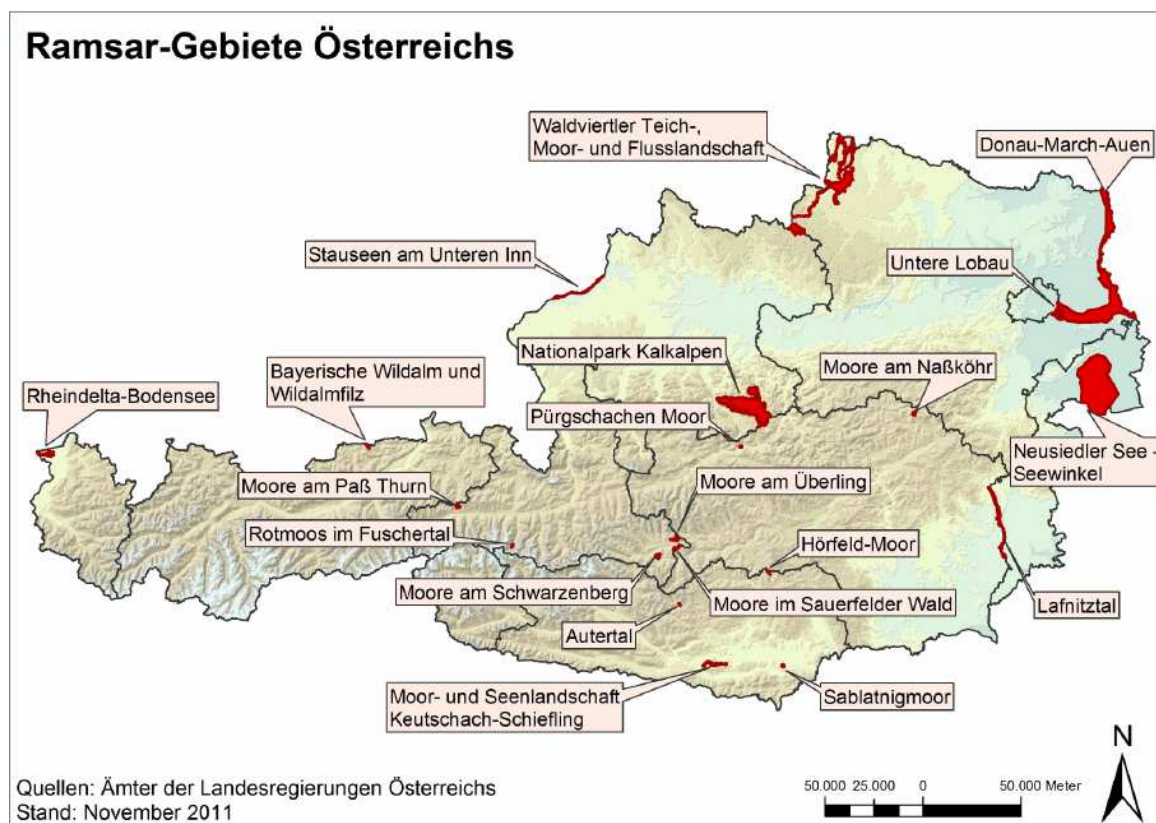 Ramsar-Gebiete Österreichs
Waldviertler Teich-,
Moor- und Flusslandschaft
Donau-March-Auen
Stauseen am Unteren Inn
Untere Lobau
Nationalpark Kalkalpen
Moore am Naßköhr
Bayerische Wildalm und
Wildalmfilz
Rheindelta-Bodensee
Pürgschachen Moor
Neusiedler See -
Seewinkel
Moore am Überling
Moore am Paß Thurn
Rotmoos im Fuschertal
Hörfeld-Moor
Moore am Schwarzenberg
Moore im Sauerfelder Wald
Lafnitztal
Autertal
Moor- und Seenlandschaft
Keutschach-Schiefling
Sablatnigmoor
N
Quellen: Ämter der Landesregierungen Österreichs
Stand: November 2011
50.000 25.000 0 50.000 Meter